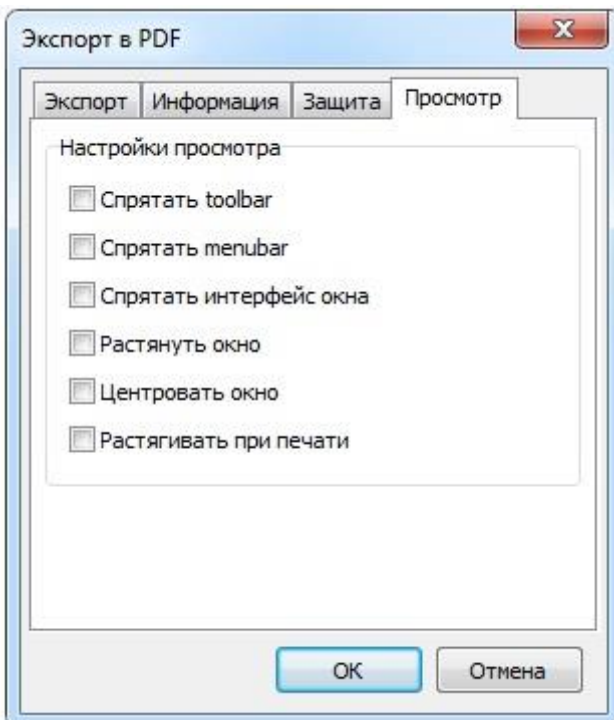 Экспорт в PDF
Экспорт Информация Защита Просмотр
Настройки просмотра
Спрятать toolbar
Спрятать menubar
Спрятать интерфейс окна
Растянуть окно
Центровать окно
Растягивать при печати
OK Отмена